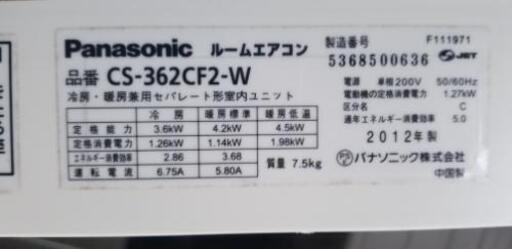 Panasonic ルームエアコン
品番 CS-362CF2-W
冷房・暖房兼用セパレート形室内ユニット
冷房 暖房標準 暖房低温
定格能力 3.6kW 4.2kW 4.5kW
定格消費電力 1.26kW 1.14kW 1.98kW
エネルギー消費効率 2.86 3.68
運転電流 6.75A 5.80A
質量 7.5kg
F111971
製造番号
5368500636 JET
電源 単相200V 50/60Hz
電動機の定格消費電力 1.27kW
区分名 C
通年エネルギー消費効率 5.0
2012年製
パナソニック株式会社
中国製